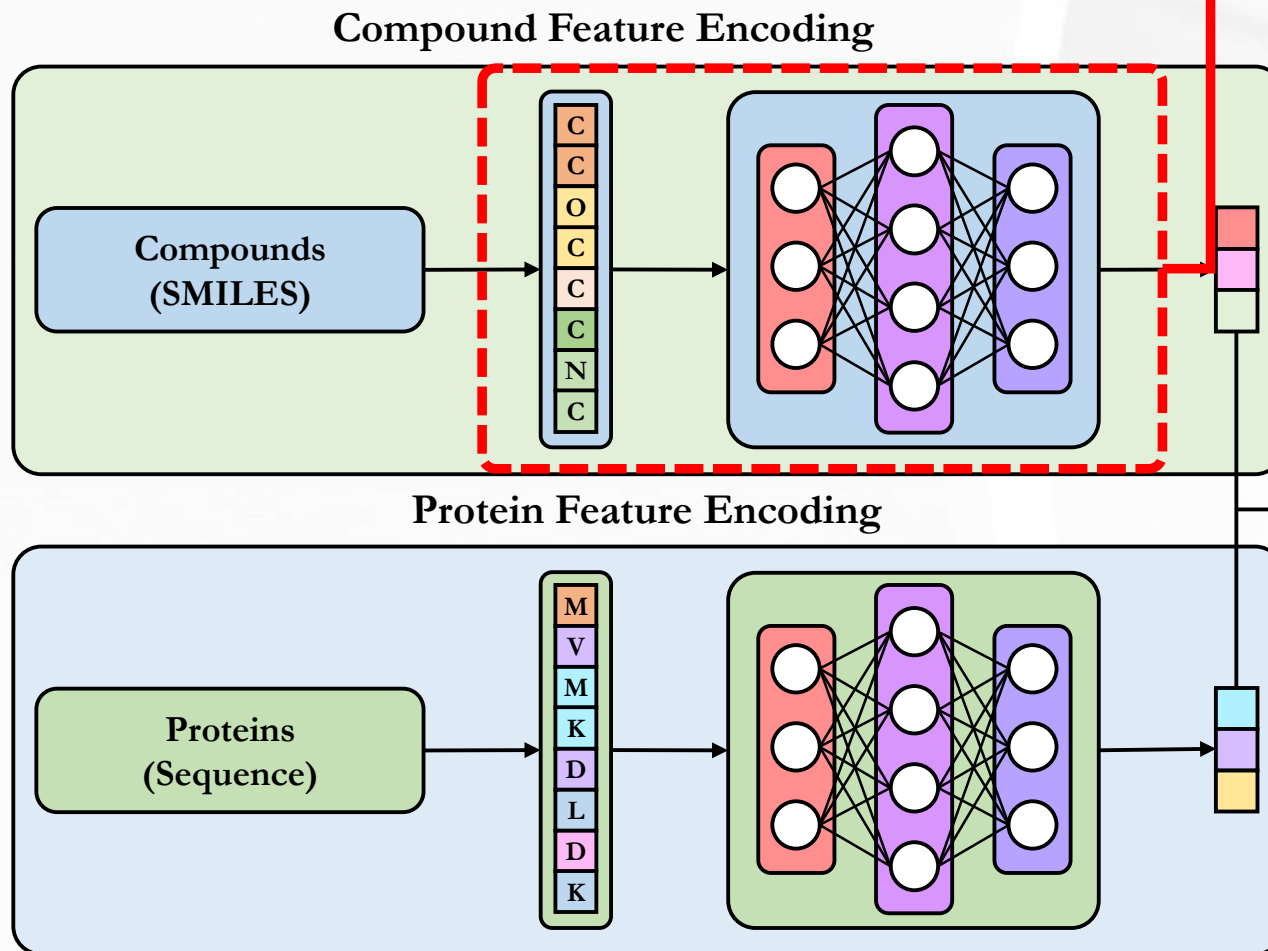 Compound Feature Encoding
Compounds
(SMILES)
C
C
O
C
C
C
N
C
Protein Feature Encoding
Proteins
(Sequence)
M
V
M
K
D
L
D
K